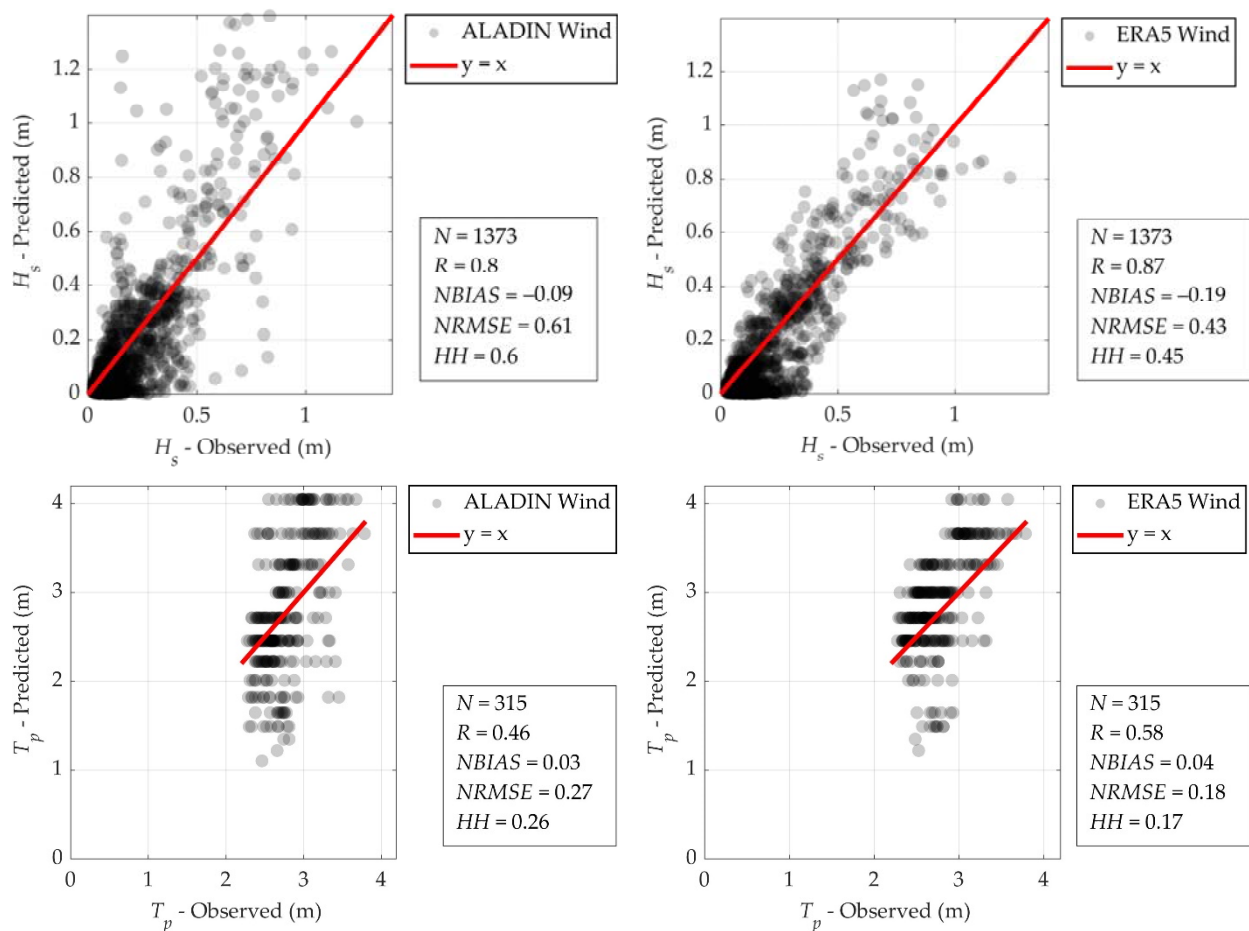 ALADIN Wind
y = x
1.2
1
0.8
0.6
0.4
0.2
0
0
0.5
1
H_s - Predicted (m)
H_s - Observed (m)
N = 1373
R = 0.8
NBIAS = –0.09
NRMSE = 0.61
HH = 0.6
ERA5 Wind
y = x
1.2
1
0.8
0.6
0.4
0.2
0
0
0.5
1
H_s - Predicted (m)
H_s - Observed (m)
N = 1373
R = 0.87
NBIAS = –0.19
NRMSE = 0.43
HH = 0.45
ALADIN Wind
y = x
4
3
2
1
0
0
1
2
3
4
T_p - Predicted (m)
T_p - Observed (m)
N = 315
R = 0.46
NBIAS = 0.03
NRMSE = 0.27
HH = 0.26
ERA5 Wind
y = x
4
3
2
1
0
0
1
2
3
4
T_p - Predicted (m)
T_p - Observed (m)
N = 315
R = 0.58
NBIAS = 0.04
NRMSE = 0.18
HH = 0.17